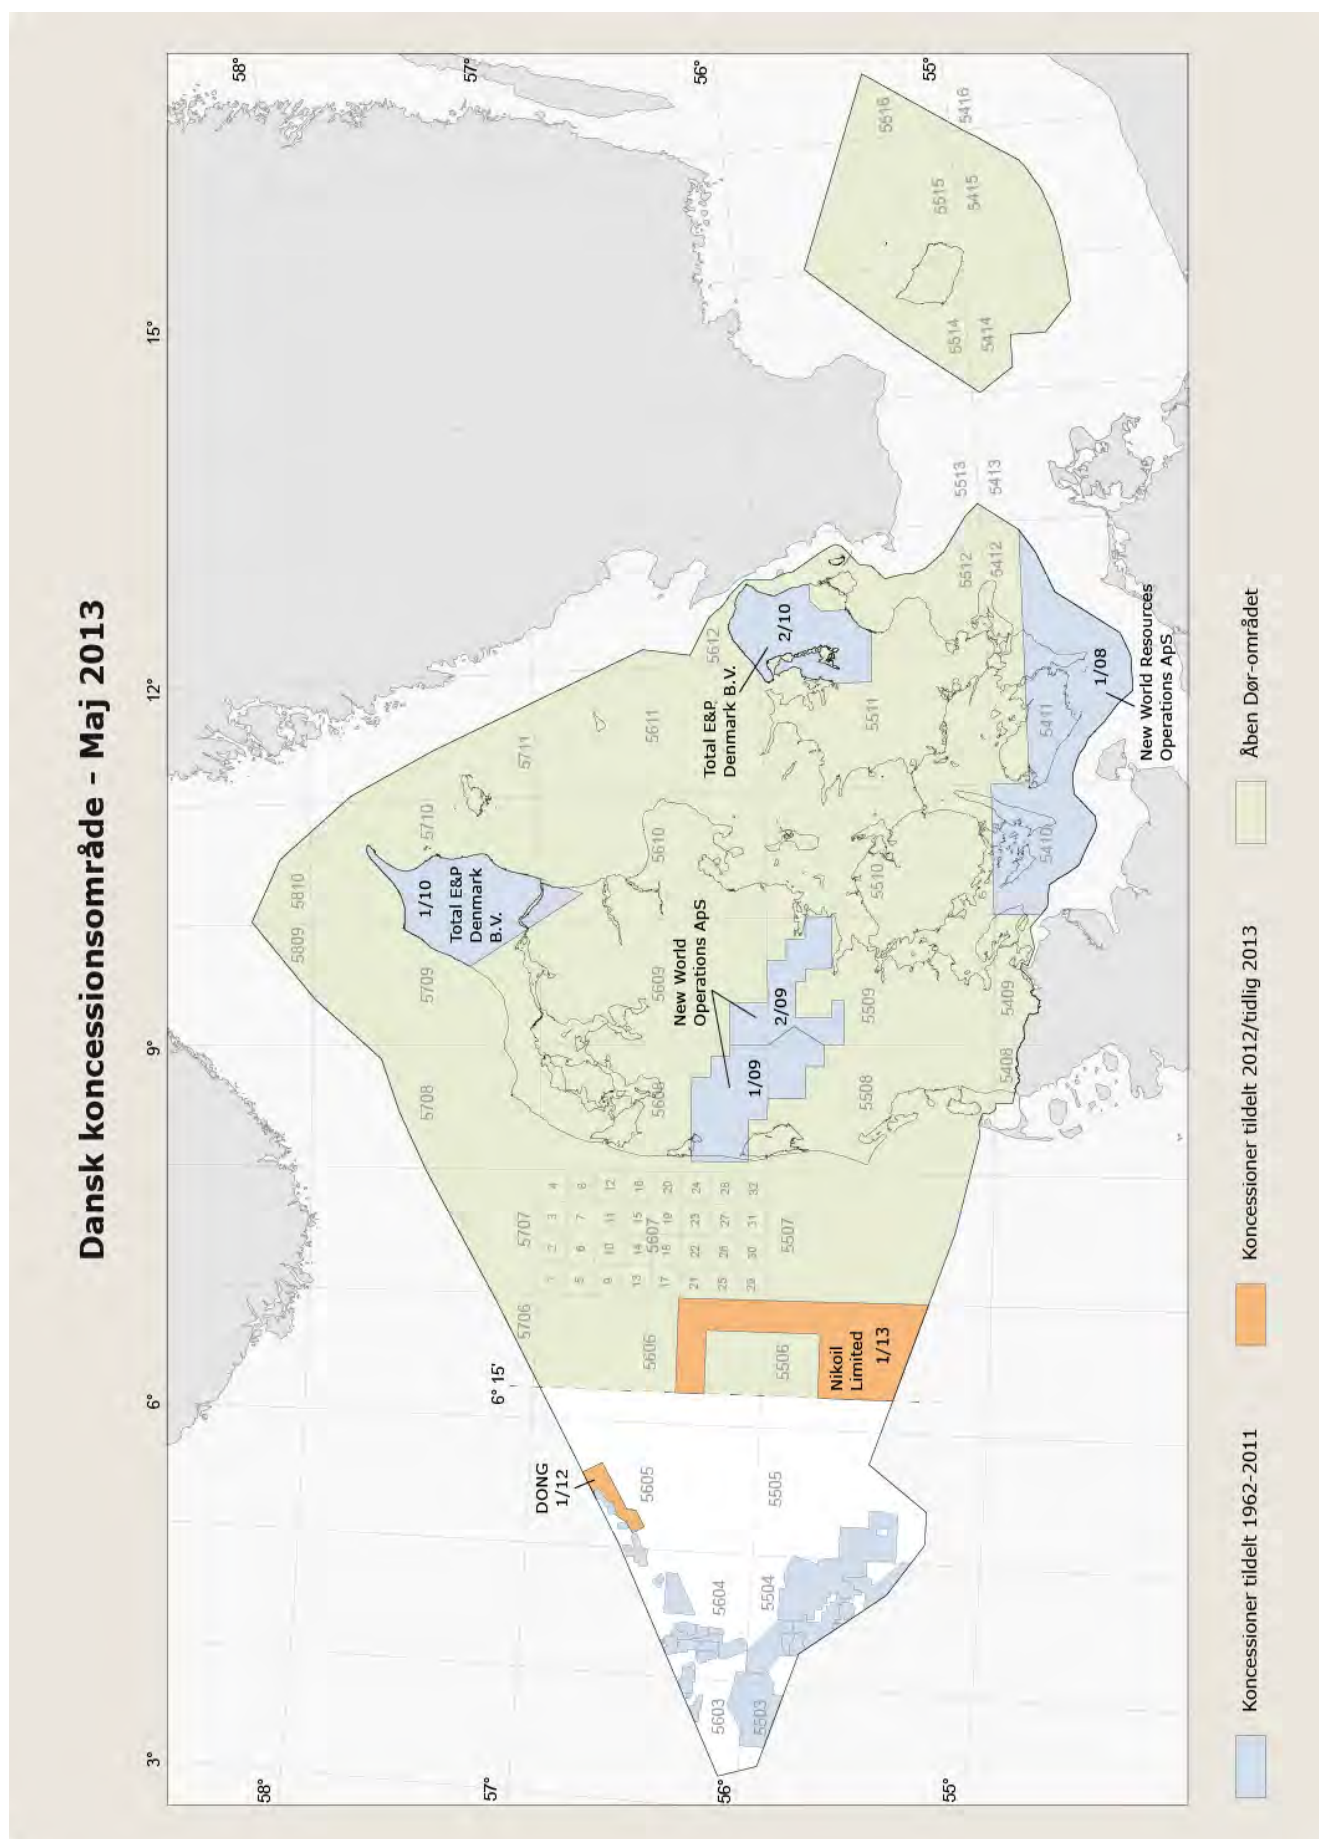 Dansk koncessionsområde - Maj 2013
3°
6°
9°
12°
15°
58°
57°
56°
55°
58°
57°
56°
55°
6° 15'
5809
5810
5708
5709
5710
5711
5706
5707
5603
5604
5605
5606
5607
5608
5609
5610
5611
5612
5503
5504
5505
5506
5507
5508
5509
5510
5511
5512
5513
5514
5515
5516
5408
5409
5410
5411
5412
5413
5414
5415
5416
1 2 3 4
5 6 7 8
9 10 11 12
13 14 15 16
17 18 19 20
21 22 23 24
25 26 27 28
29 30 31 32
DONG
1/12
Nikoil
Limited
1/13
1/10
Total E&P
Denmark
B.V.
New World
Operations ApS
1/09
2/09
Total E&P
Denmark B.V.
2/10
1/08
New World Resources
Operations ApS
Koncessioner tildelt 1962-2011
Koncessioner tildelt 2012/tidlig 2013
Åben Dør-området